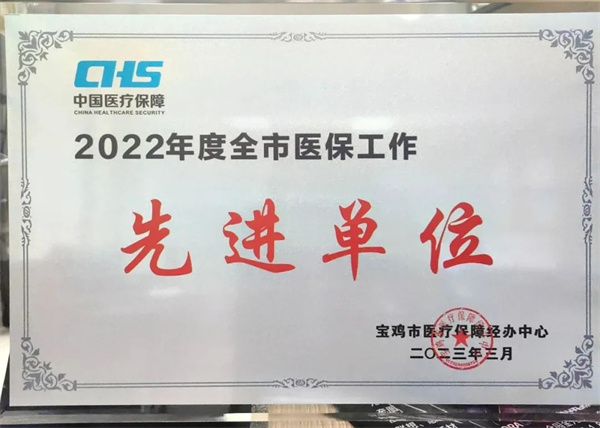 CHS
中国医疗保障
CHINA HEALTHCARE SECURITY
2022年度全市医保工作
先进单位
宝鸡市医疗保障经办中心
二〇二三年三月